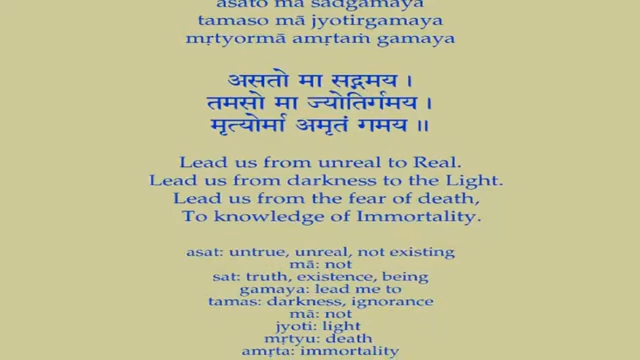 asato mā sadgamaya
tamaso mā jyotirgamaya
mṛtyormā amṛtaṁ gamaya
असतो मा सद्गमय ।
तमसो मा ज्योतिर्गमय ।
मृत्योर्मा अमृतं गमय ॥
Lead us from unreal to Real.
Lead us from darkness to the Light.
Lead us from the fear of death,
To knowledge of Immortality.
asat: untrue, unreal, not existing
mā: not
sat: truth, existence, being
gamaya: lead me to
tamas: darkness, ignorance
mā: not
jyoti: light
mṛtyu: death
amṛta: immortality